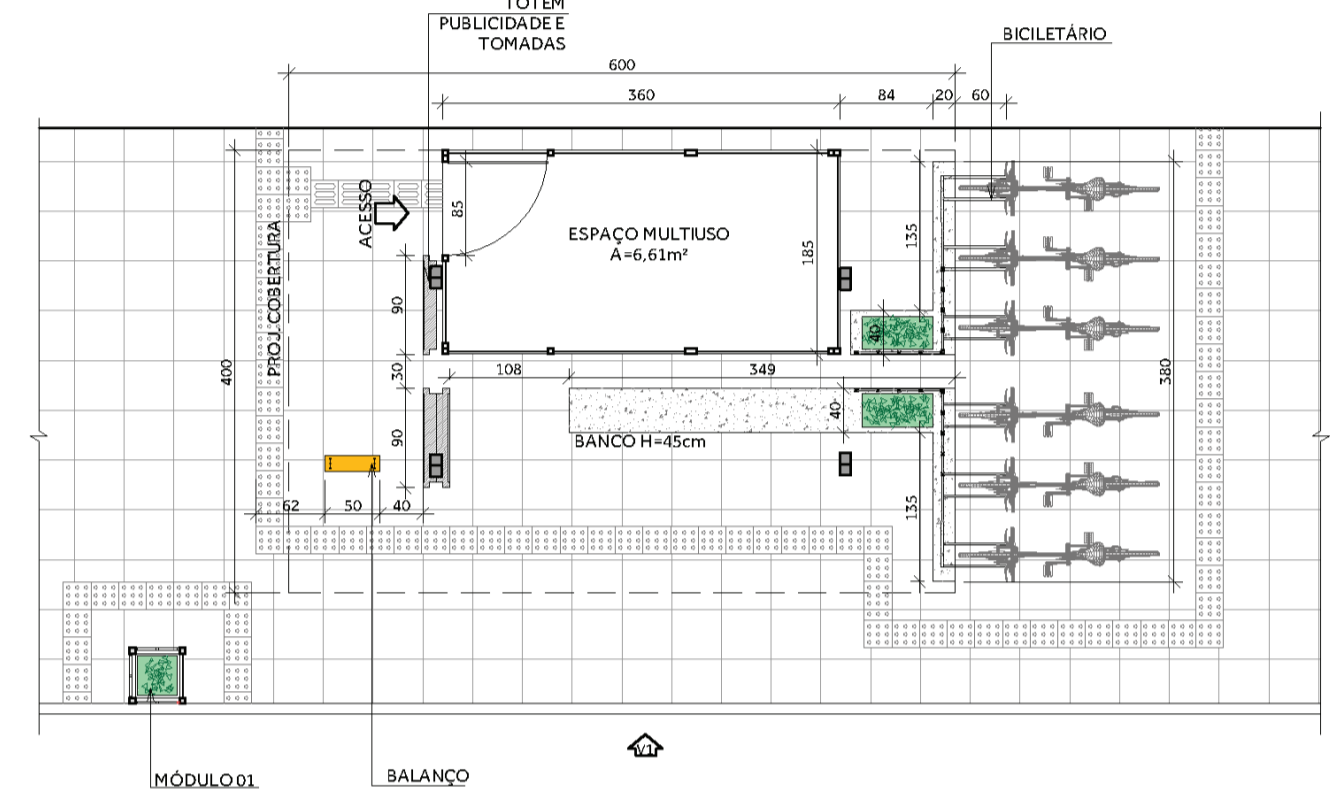 TOTEM
PUBLICIDADE E
TOMADAS
BICILETÁRIO
600
360
84
20
60
ACESSO
85
ESPAÇO MULTIUSO
A=6,61m²
185
135
PROJ.COBERTURA
90
40
400
30
108
349
380
40
BANCO H=45cm
90
135
62
50
40
V1
MÓDULO 01
BALANÇO